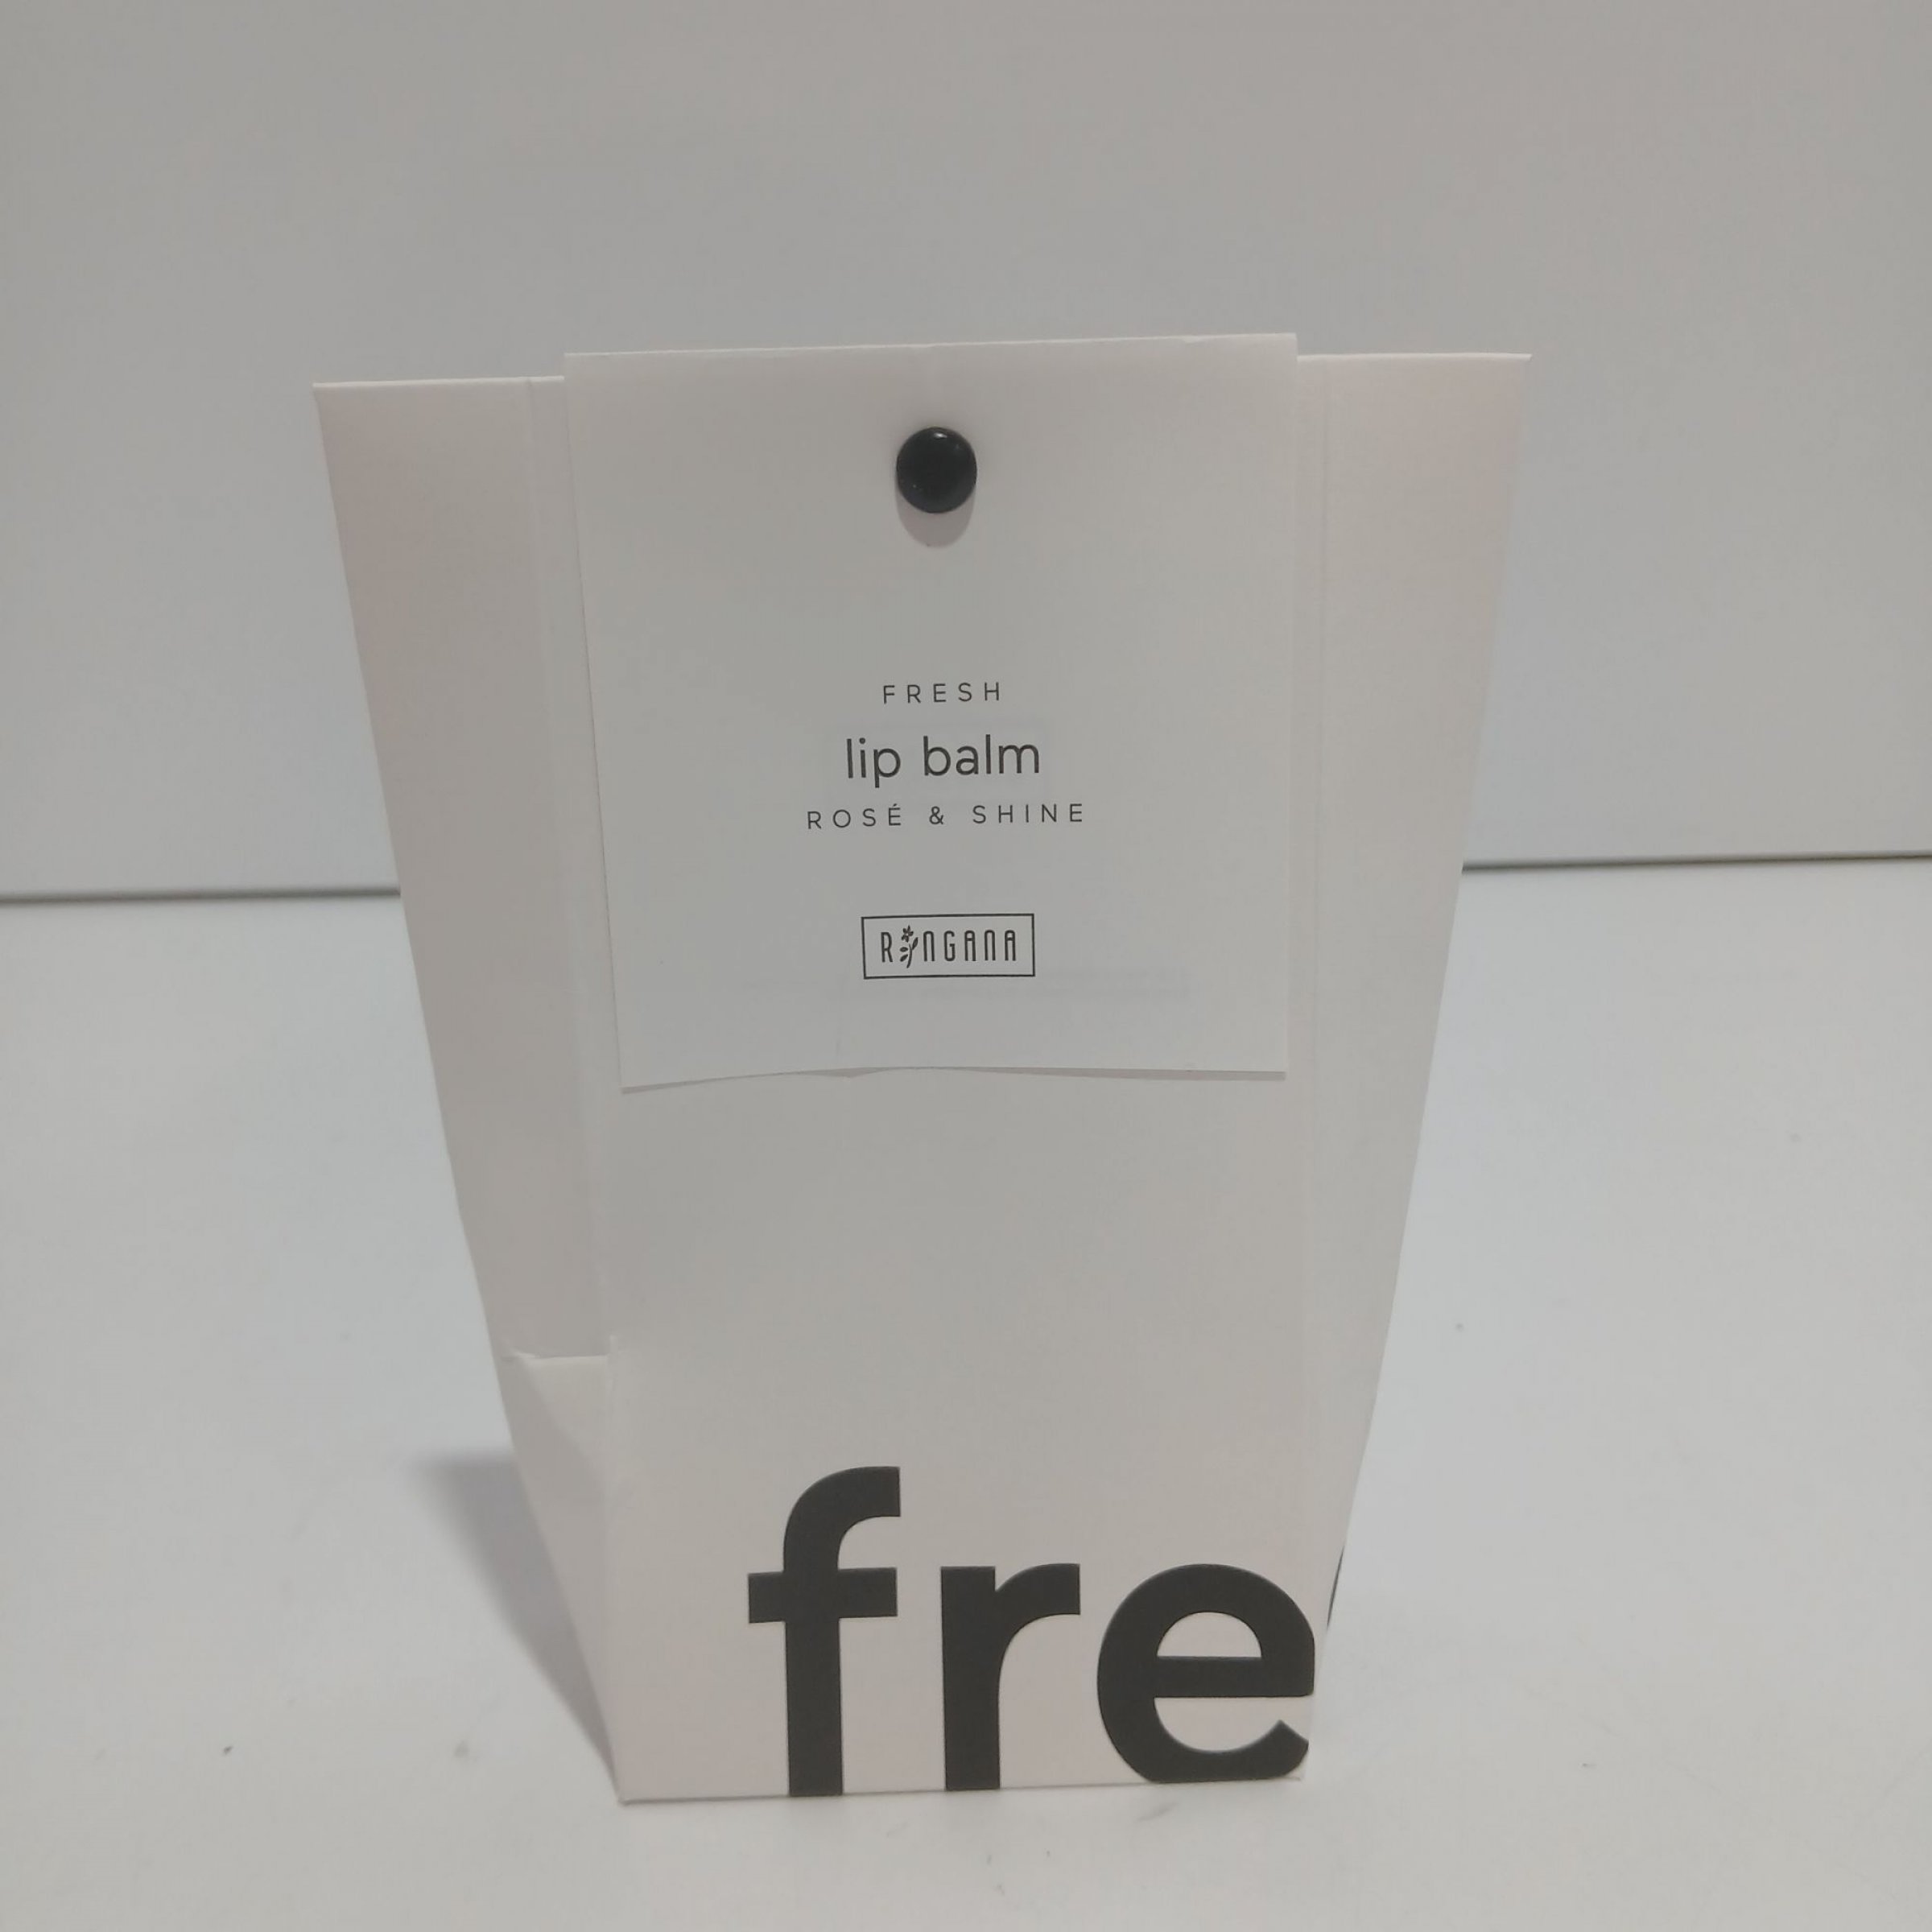 FRESH
lip balm
ROSÉ & SHINE
RINGANA
fre